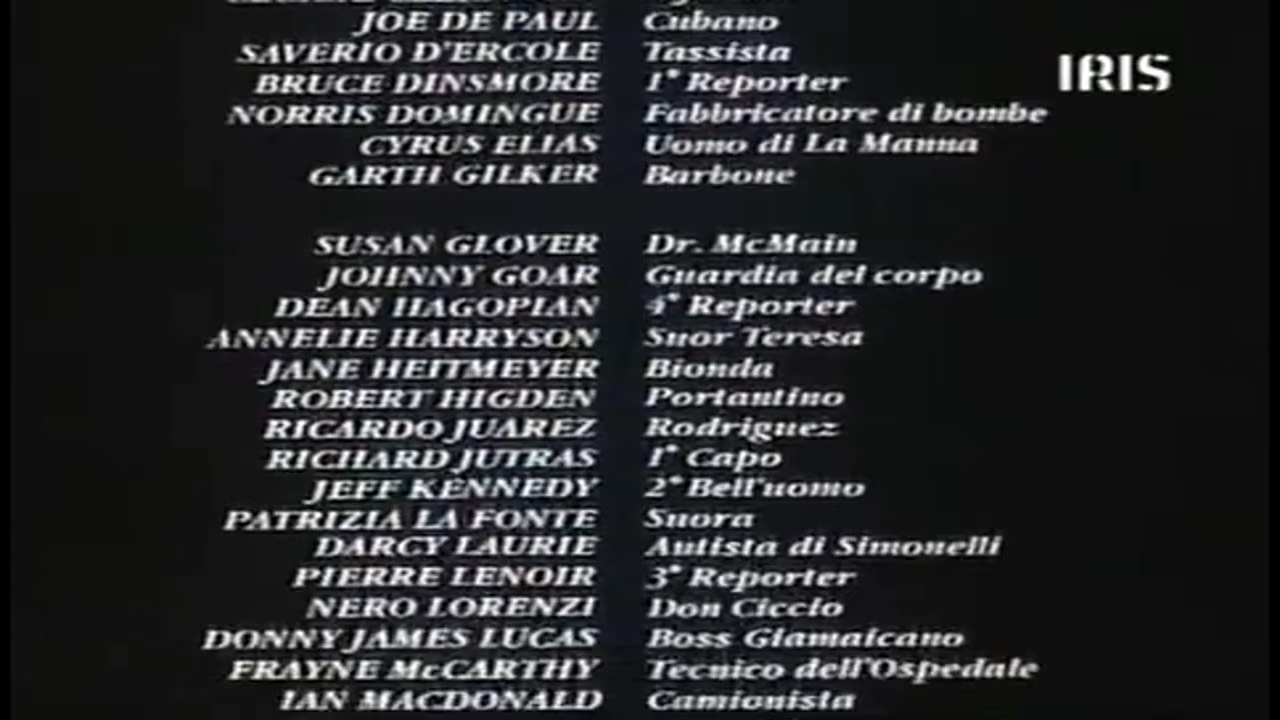 JOE DE PAUL Cubano
SAVERIO D'ERCOLE Tassista
IRIS
BRUCE DINSMORE 1° Reporter
NORRIS DOMINGUE Fabbricatore di bombe
CYRUS ELIAS Uomo di La Manna
GARTH GILKER Barbone
SUSAN GLOVER Dr. McMain
JOHNNY GOAR Guardia del corpo
DEAN HAGOPIAN 4° Reporter
ANNELIE HARRYSON Suor Teresa
JANE HEITMEYER Bionda
ROBERT HIGDEN Portantino
RICARDO JUAREZ Rodriguez
RICHARD JUTRAS 1° Capo
JEFF KENNEDY 2° Bell'uomo
PATRIZIA LA FONTE Suora
DARCY LAURIE Autista di Simonelli
PIERRE LENOIR 3° Reporter
NERO LORENZI Don Ciccio
DONNY JAMES LUCAS Boss Giamaicano
FRAYNE McCARTHY Tecnico dell'Ospedale
IAN MACDONALD Camionista